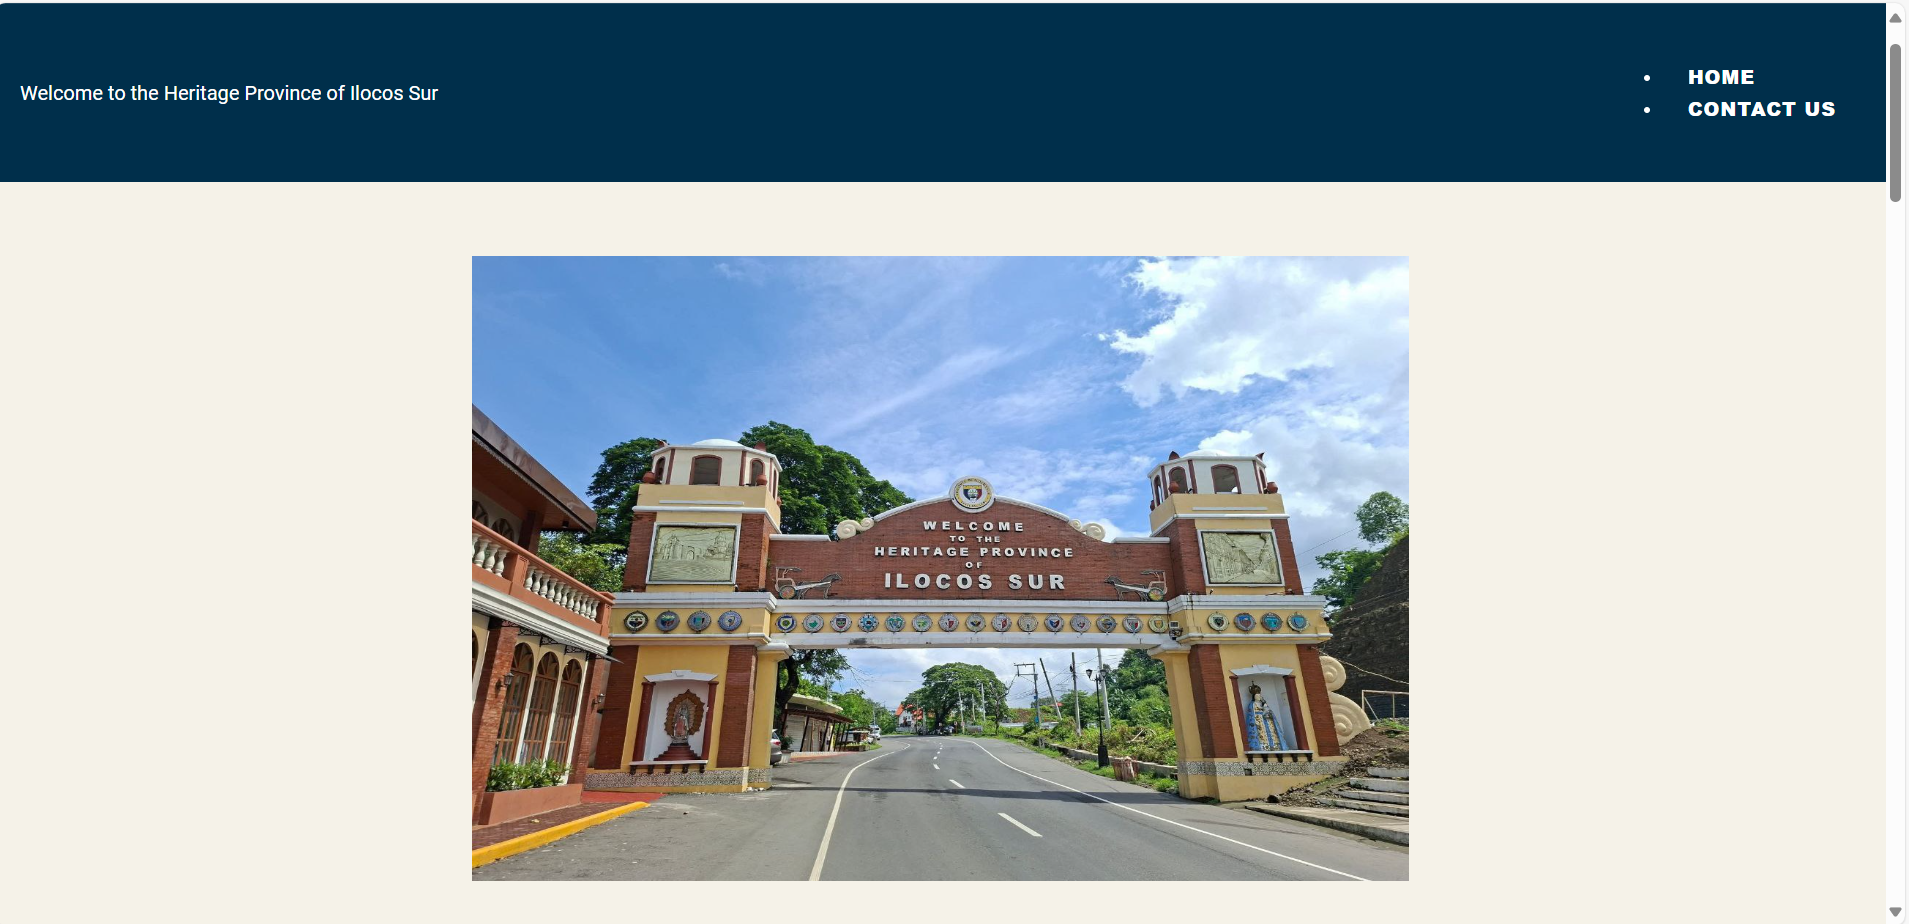 Welcome to the Heritage Province of Ilocos Sur
HOME
CONTACT US
WELCOME
TO THE
HERITAGE PROVINCE
OF
ILOCOS SUR